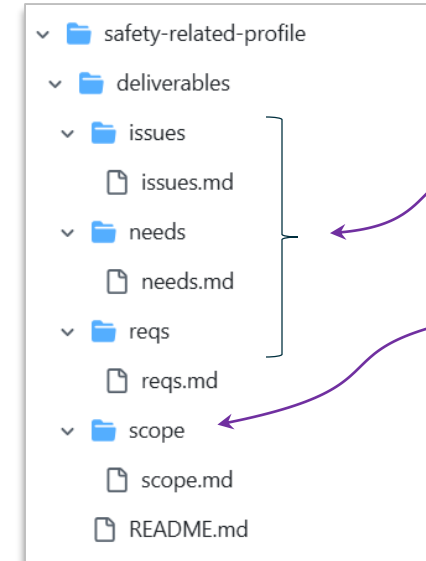 safety-related-profile
deliverables
issues
issues.md
needs
needs.md
reqs
reqs.md
scope
scope.md
README.md